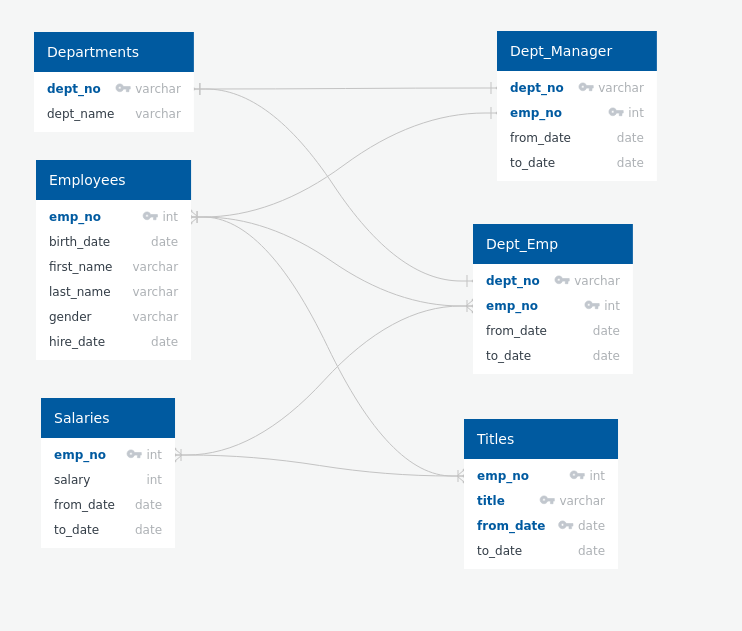 Departments
dept_no varchar
dept_name varchar
Employees
emp_no int
birth_date date
first_name varchar
last_name varchar
gender varchar
hire_date date
Salaries
emp_no int
salary int
from_date date
to_date date
Dept_Manager
dept_no varchar
emp_no int
from_date date
to_date date
Dept_Emp
dept_no varchar
emp_no int
from_date date
to_date date
Titles
emp_no int
title varchar
from_date date
to_date date